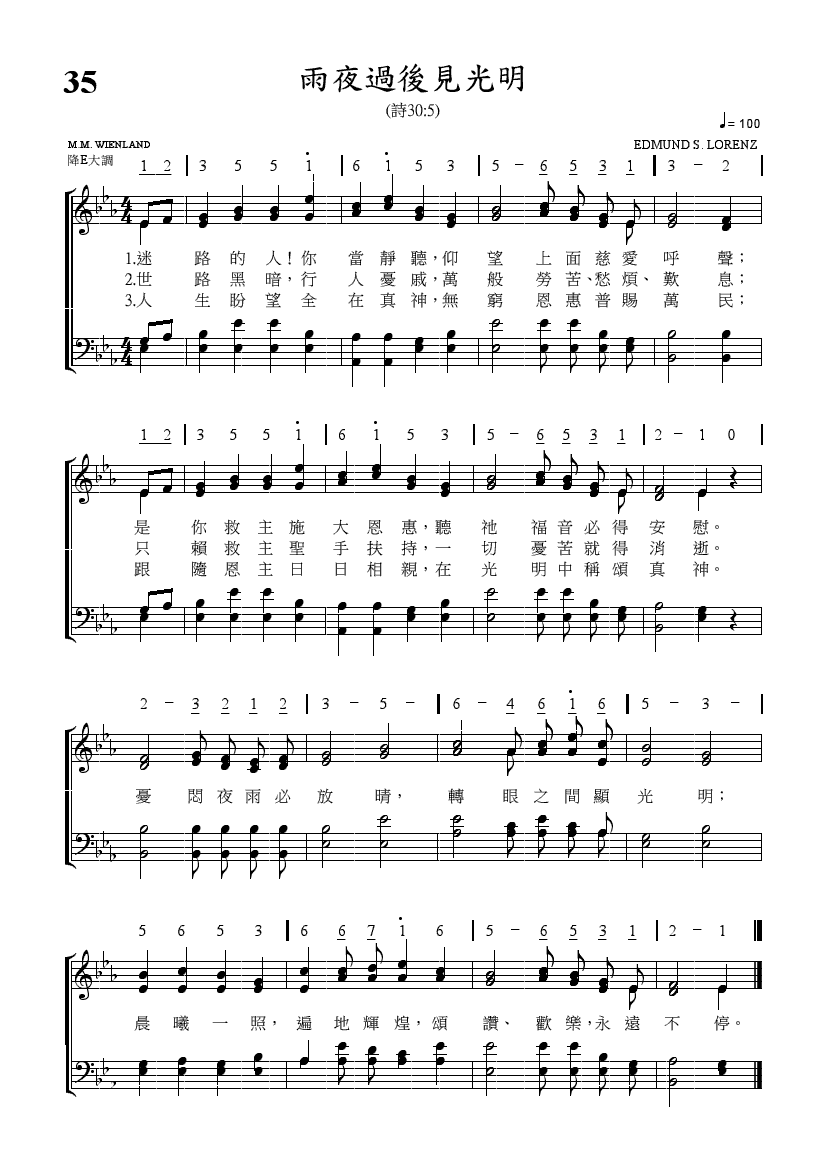 35
雨夜過後見光明
(詩30:5)
♩= 100
M.M. WIENLAND
EDMUND S. LORENZ
降E大調
1 2 | 3 5 5 1 | 6 1 5 3 | 5 – 6 5 3 1 | 3 – 2 |
4 4
1.迷 路 的 人！你 當 靜 聽，仰 望 上 面 慈 愛 呼 聲；
2.世 路 黑 暗，行 人 憂 戚，萬 般 勞 苦、愁 煩、歎 息；
3.人 生 盼 望 全 在 真 神，無 窮 恩 惠 普 賜 萬 民；
4 4
1 2 | 3 5 5 1 | 6 1 5 3 | 5 – 6 5 3 1 | 2 – 1 0 |
是 你 救 主 施 大 恩 惠，聽 祂 福 音 必 得 安 慰。
只 賴 救 主 聖 手 扶 持，一 切 憂 苦 就 得 消 逝。
跟 隨 恩 主 日 日 相 親，在 光 明 中 稱 頌 真 神。
2 – 3 2 1 2 | 3 – 5 – | 6 – 4 6 1 6 | 5 – 3 – |
憂 悶 夜 雨 必 放 晴， 轉 眼 之 間 顯 光 明；
5 6 5 3 | 6 6 7 1 6 | 5 – 6 5 3 1 | 2 – 1
晨 曦 一 照，遍 地 輝 煌，頌 讚、歡 樂，永 遠 不 停。